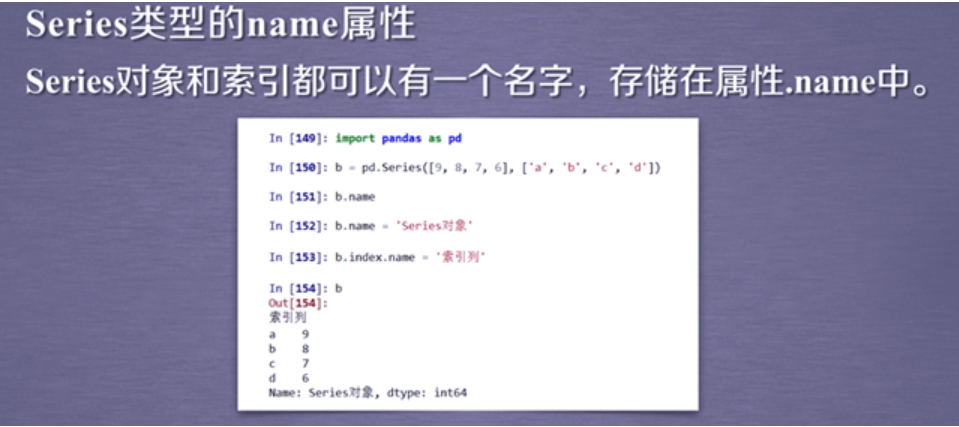 Series类型的name属性
Series对象和索引都可以有一个名字，存储在属性.name中。
In [149]: import pandas as pd
In [150]: b = pd.Series([9, 8, 7, 6], ['a', 'b', 'c', 'd'])
In [151]: b.name
In [152]: b.name = 'Series对象'
In [153]: b.index.name = '索引列'
In [154]: b
Out[154]:
索引列
a    9
b    8
c    7
d    6
Name: Series对象, dtype: int64